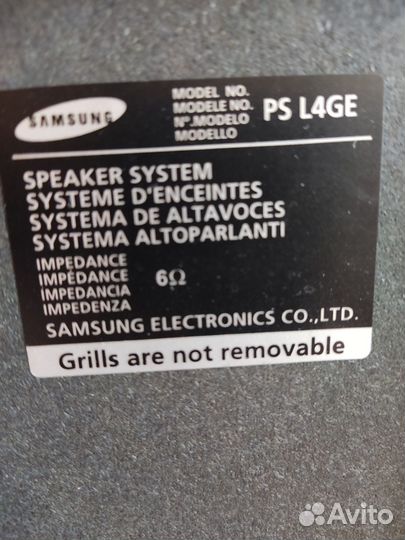 SAMSUNG
MODEL NO.
MODELE NO.
Nº.MODELO
MODELLO
PS L4GE
SPEAKER SYSTEM
SYSTEME D'ENCEINTES
SYSTEMA DE ALTAVOCES
SYSTEMA ALTOPARLANTI
IMPEDANCE
IMPÉDANCE
IMPEDANCIA
IMPEDENZA
6Ω
SAMSUNG ELECTRONICS CO.,LTD.
Grills are not removable
Avito